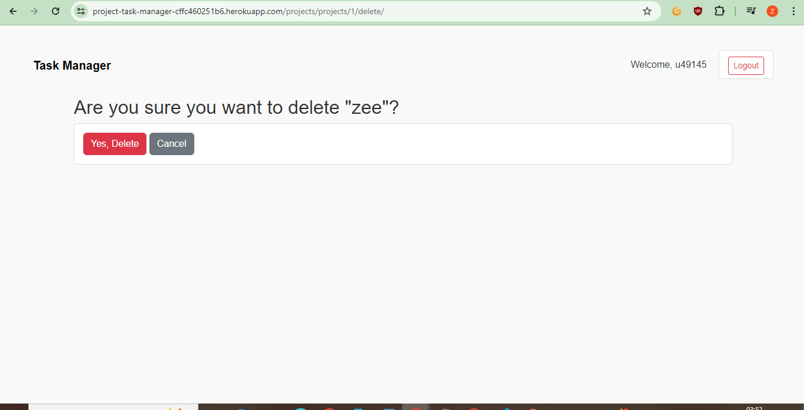 project-task-manager-cffc460251b6.herokuapp.com/projects/projects/1/delete/
Z
Task Manager
Welcome, u49145
Logout
Are you sure you want to delete "zee"?
Yes, Delete
Cancel